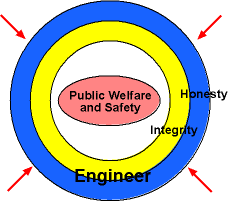 Public Welfare
and Safety
Honesty
Integrity
Engineer